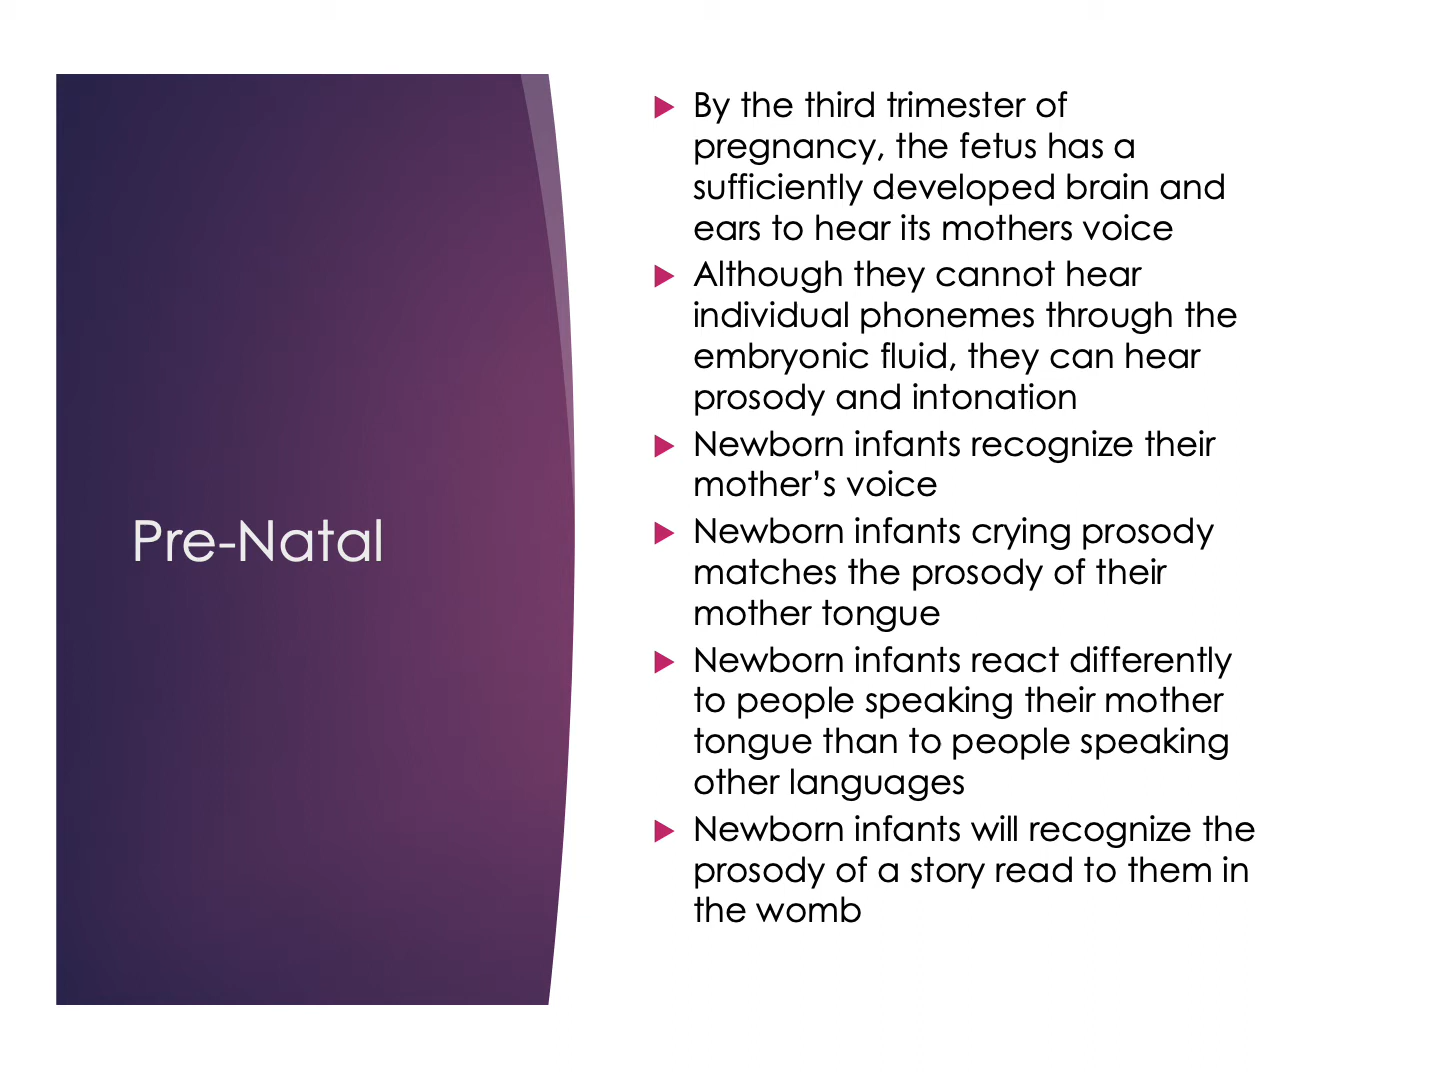 Pre-Natal
By the third trimester of
pregnancy, the fetus has a
sufficiently developed brain and
ears to hear its mothers voice
Although they cannot hear
individual phonemes through the
embryonic fluid, they can hear
prosody and intonation
Newborn infants recognize their
mother’s voice
Newborn infants crying prosody
matches the prosody of their
mother tongue
Newborn infants react differently
to people speaking their mother
tongue than to people speaking
other languages
Newborn infants will recognize the
prosody of a story read to them in
the womb